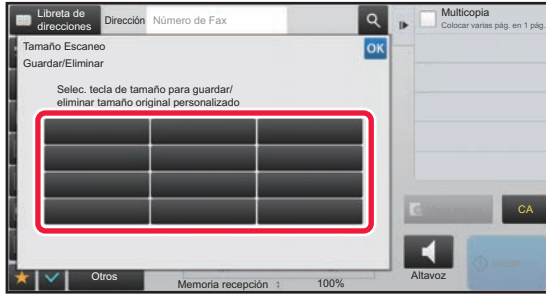 Libreta de
direcciones
Dirección
Número de Fax
Multicopia
Colocar varias pág. en 1 pág.
Tamaño Escaneo
OK
Guardar/Eliminar
Selec. tecla de tamaño para guardar/
eliminar tamaño original personalizado
CA
Otros
Memoria recepción : 100%
Altavoz